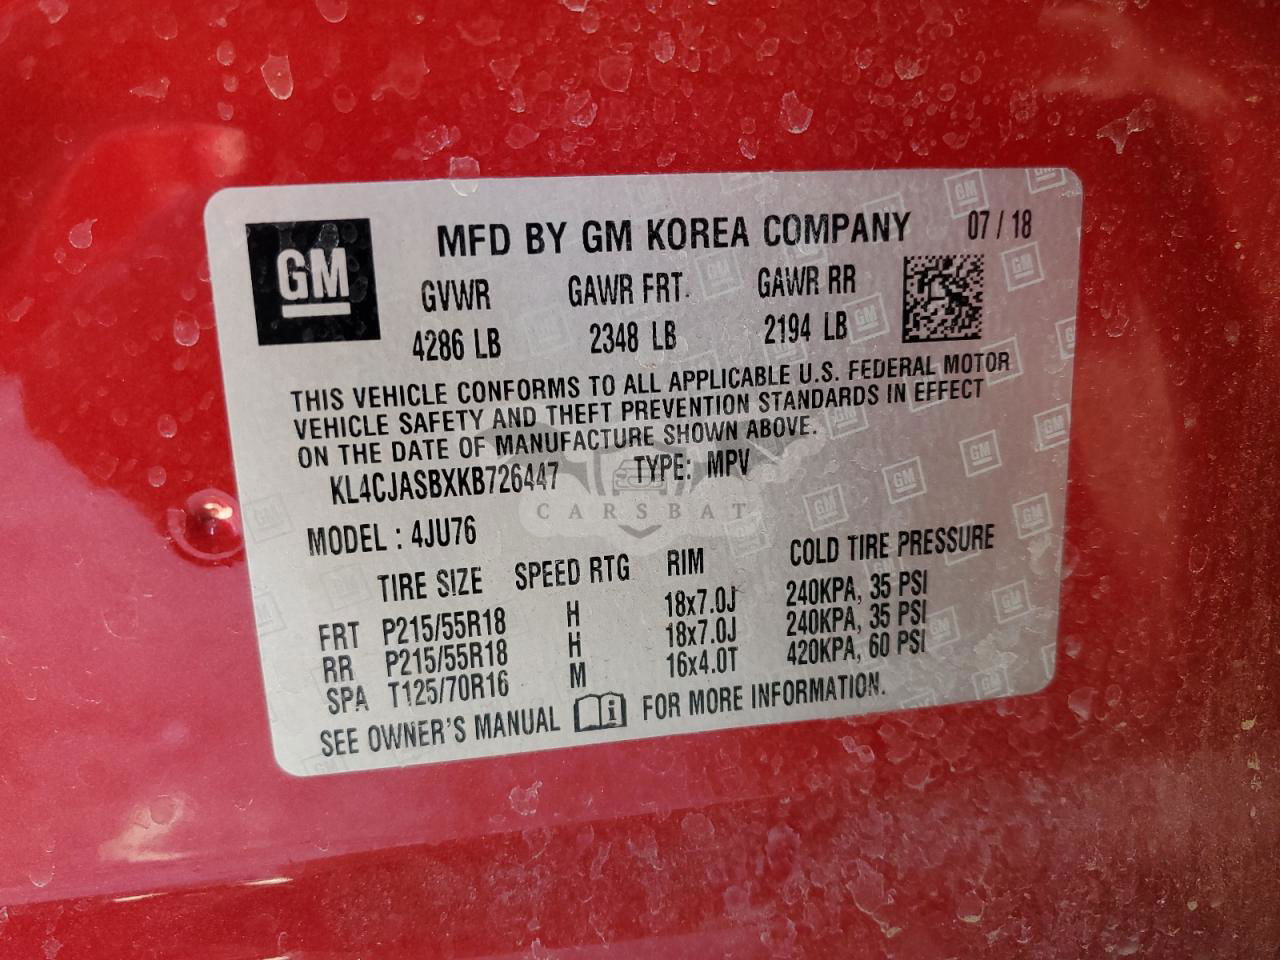 GM
MFD BY GM KOREA COMPANY 07 / 18
GVWR GAWR FRT. GAWR RR
4286 LB 2348 LB 2194 LB
THIS VEHICLE CONFORMS TO ALL APPLICABLE U.S. FEDERAL MOTOR
VEHICLE SAFETY AND THEFT PREVENTION STANDARDS IN EFFECT
ON THE DATE OF MANUFACTURE SHOWN ABOVE.
KL4CJASBXKB726447 TYPE: MPV
CARSBAT
MODEL : 4JU76
TIRE SIZE SPEED RTG RIM COLD TIRE PRESSURE
FRT P215/55R18 H 18x7.0J 240KPA, 35 PSI
RR P215/55R18 H 18x7.0J 240KPA, 35 PSI
SPA T125/70R16 M 16x4.0T 420KPA, 60 PSI
SEE OWNER'S MANUAL i FOR MORE INFORMATION.